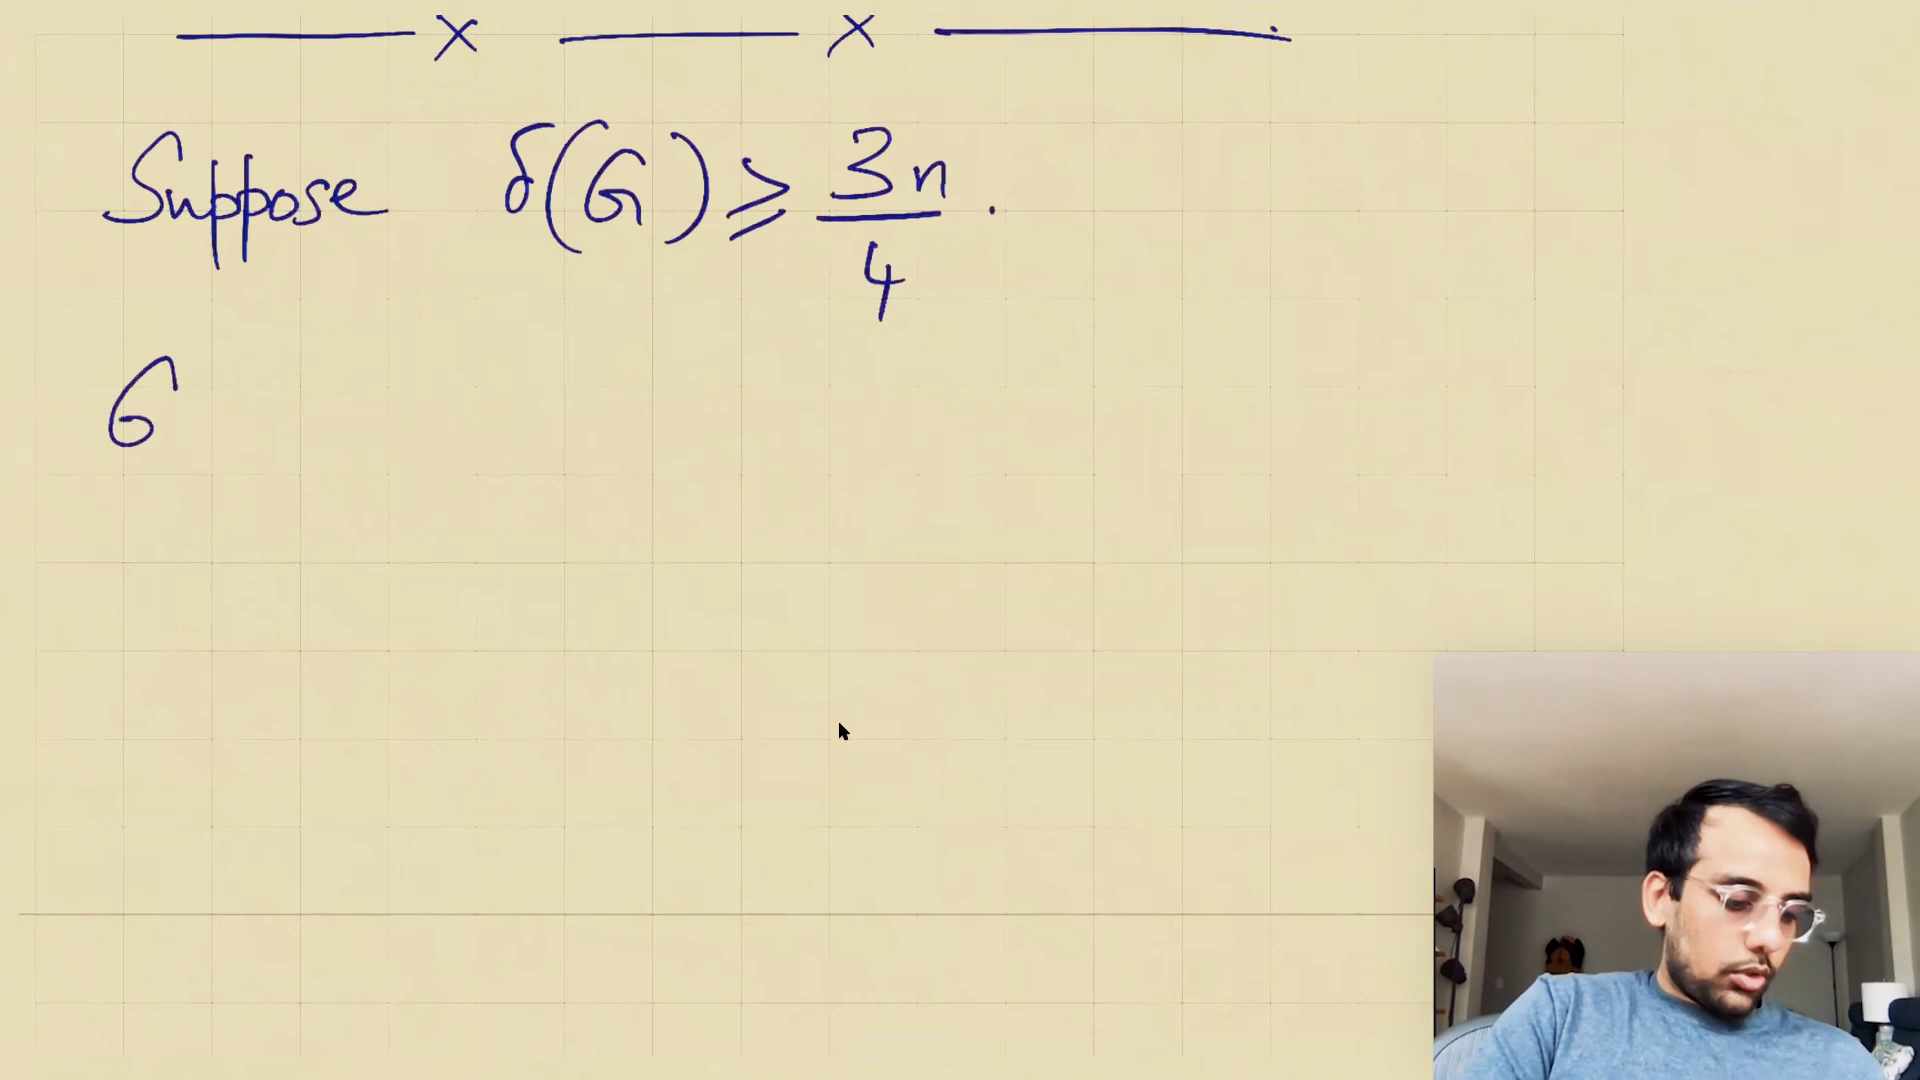 —— × —— × ——
Suppose δ(G) ≥ 3n/4 .
G